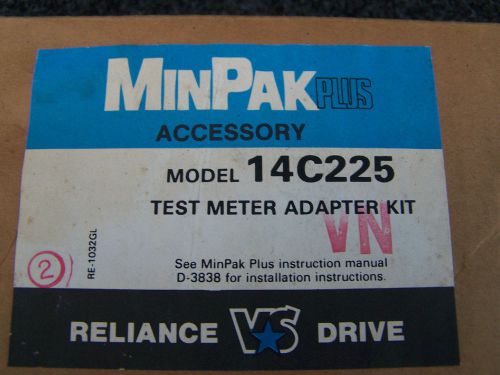 MINPAK PLUS
ACCESSORY
MODEL 14C225
TEST METER ADAPTER KIT
VN
See MinPak Plus instruction manual
D-3838 for installation instructions.
RE-1032GL
2
RELIANCE VS DRIVE